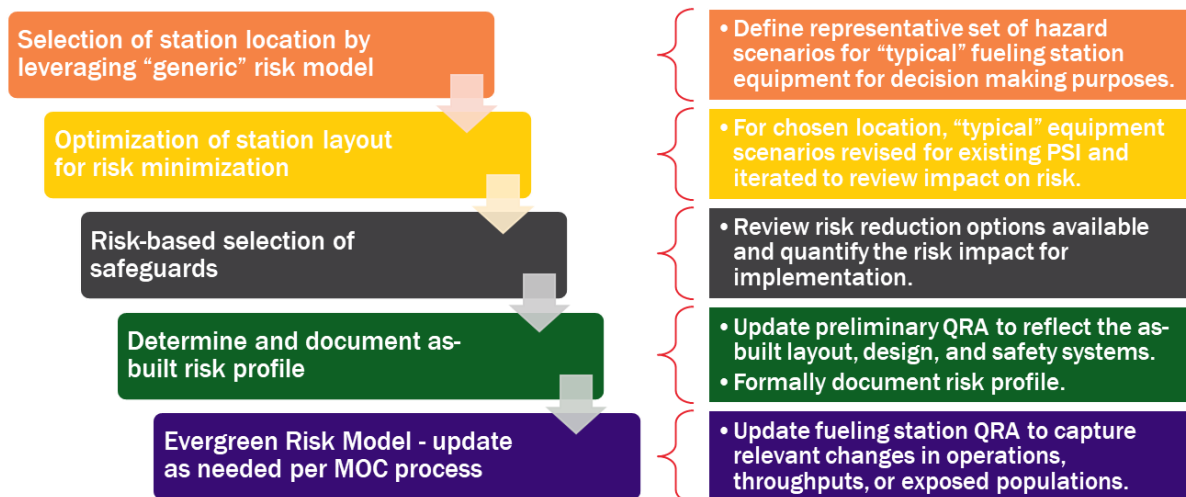 Selection of station location by
leveraging “generic” risk model
• Define representative set of hazard
scenarios for “typical” fueling station
equipment for decision making purposes.
Optimization of station layout
for risk minimization
• For chosen location, “typical” equipment
scenarios revised for existing PSI and
iterated to review impact on risk.
Risk-based selection of
safeguards
• Review risk reduction options available
and quantify the risk impact for
implementation.
Determine and document as-
built risk profile
• Update preliminary QRA to reflect the as-
built layout, design, and safety systems.
• Formally document risk profile.
Evergreen Risk Model - update
as needed per MOC process
• Update fueling station QRA to capture
relevant changes in operations,
throughputs, or exposed populations.